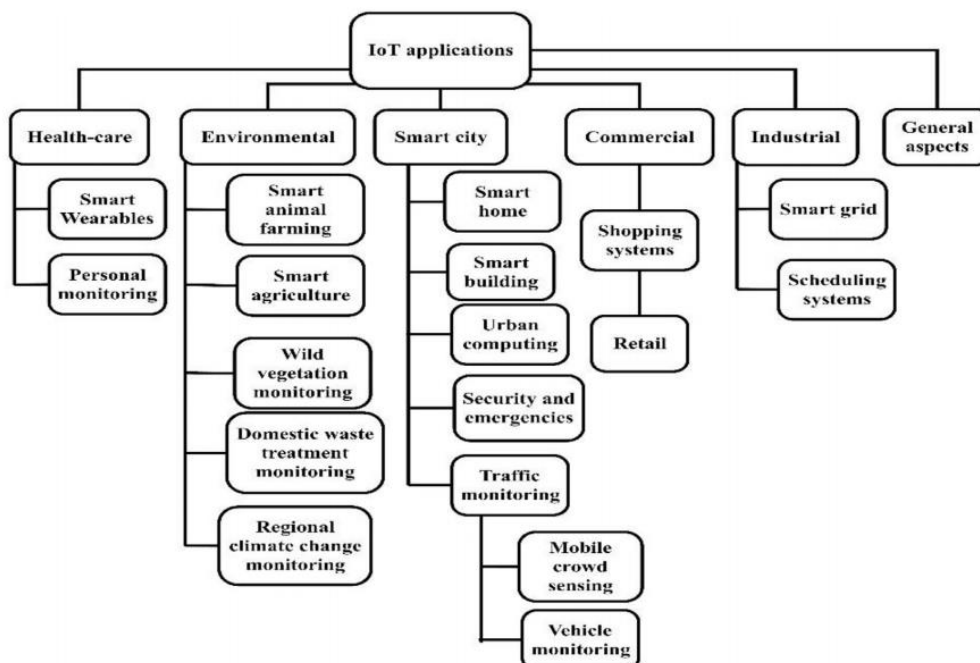 IoT applications
Health-care
Environmental
Smart city
Commercial
Industrial
General
aspects
Smart
Wearables
Personal
monitoring
Smart
animal
farming
Smart
agriculture
Wild
vegetation
monitoring
Domestic waste
treatment
monitoring
Regional
climate change
monitoring
Smart
home
Smart
building
Urban
computing
Security and
emergencies
Traffic
monitoring
Mobile
crowd
sensing
Vehicle
monitoring
Shopping
systems
Retail
Smart grid
Scheduling
systems